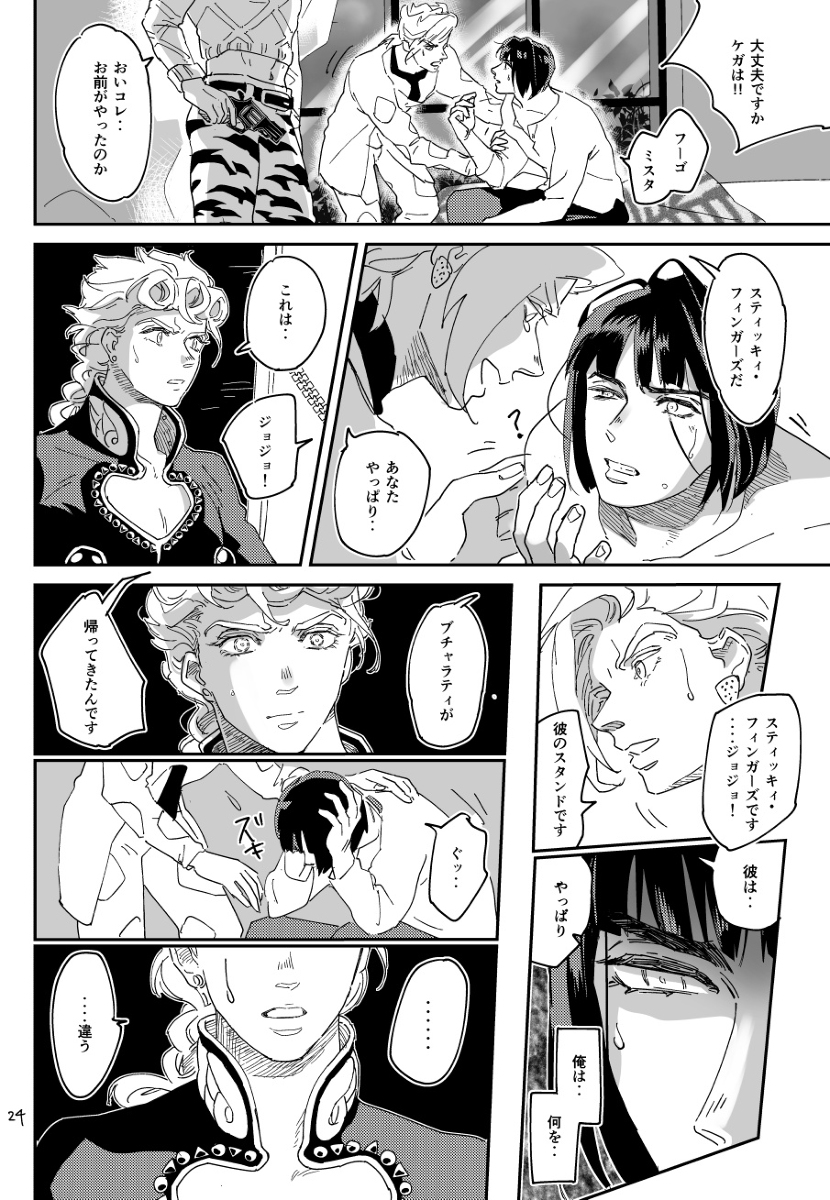 大丈夫ですか
ケガは!!
フーゴ
ミスタ
おいコレ‥
お前がやったのか
スティッキィ・
フィンガーズだ
?
あなた
やっぱり‥
これは‥
ジョジョ！
スティッキィ・
フィンガーズです
‥‥ジョジョ！
彼のスタンドです
彼は‥
やっぱり
俺は‥
何を‥
ブチャラティが
帰ってきたんです
ぐッ‥
ズキ
‥‥‥
‥‥違う
24